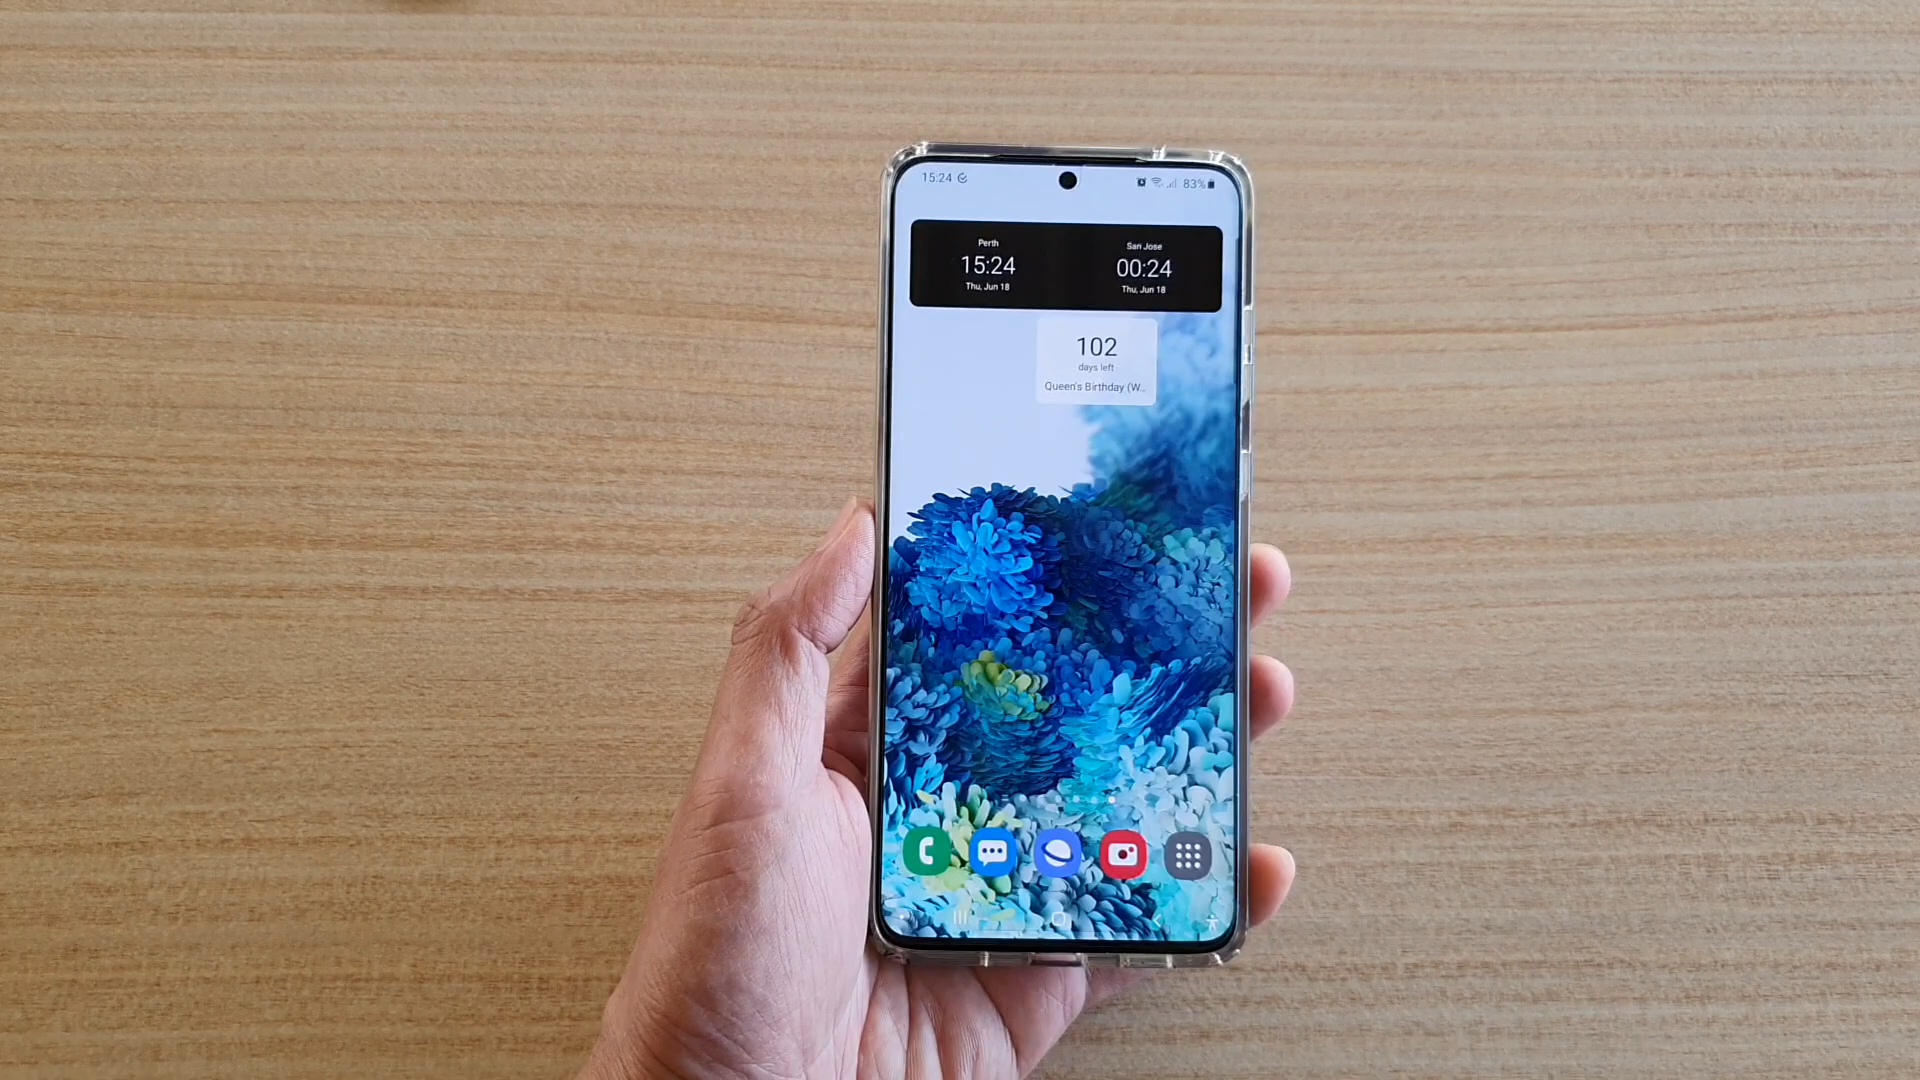 15:24
83%
Perth
15:24
Thu, Jun 18
San Jose
00:24
Thu, Jun 18
102
days left
Queen's Birthday (W...